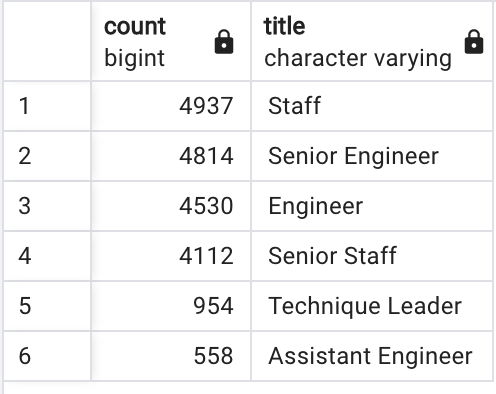 count title
bigint character varying
1 4937 Staff
2 4814 Senior Engineer
3 4530 Engineer
4 4112 Senior Staff
5 954 Technique Leader
6 558 Assistant Engineer